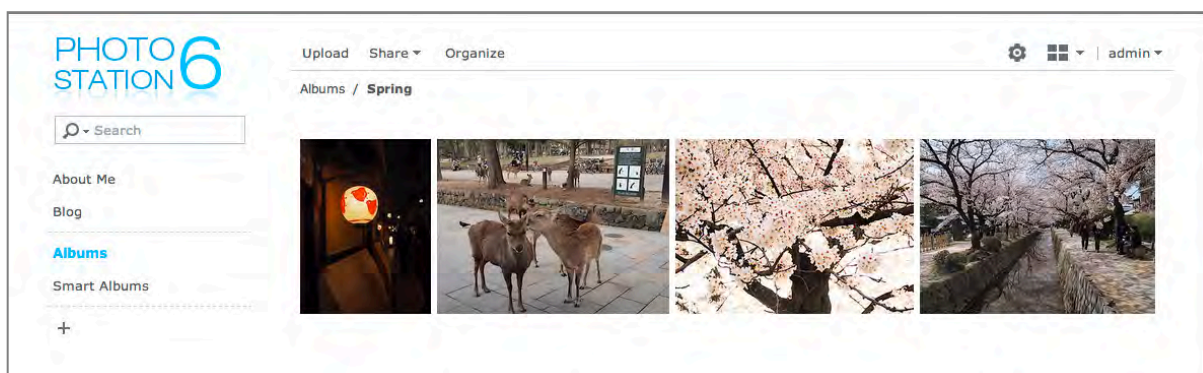 PHOTO
STATION 6
Upload Share Organize
admin
Albums / Spring
Search
About Me
Blog
Albums
Smart Albums
+